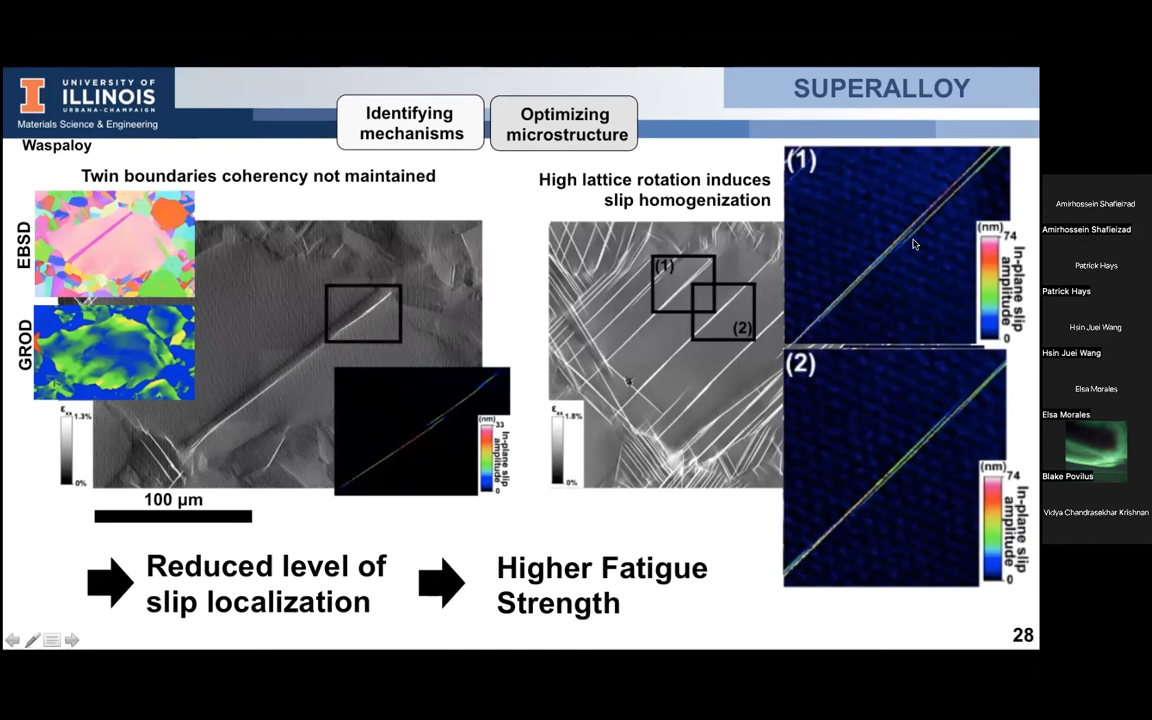 UNIVERSITY OF
ILLINOIS
URBANA-CHAMPAIGN
Materials Science & Engineering
SUPERALLOY
Identifying
mechanisms
Optimizing
microstructure
Waspaloy
Twin boundaries coherency not maintained
High lattice rotation induces
slip homogenization
EBSD
GROD
1.3%
0%
100 µm
(nm)
33
0
In-plane slip
amplitude
(1)
(2)
1.8%
0%
(1)
(nm)
74
0
In-plane slip
amplitude
(2)
(nm)
74
0
In-plane slip
amplitude
Reduced level of
slip localization
Higher Fatigue
Strength
28
Amirhossein Shafieizad
Amirhossein Shafieizad
Patrick Hays
Patrick Hays
Hsin Juei Wang
Hsin Juei Wang
Elsa Morales
Elsa Morales
Blake Povilus
Vidya Chandrasekhar Krishnan